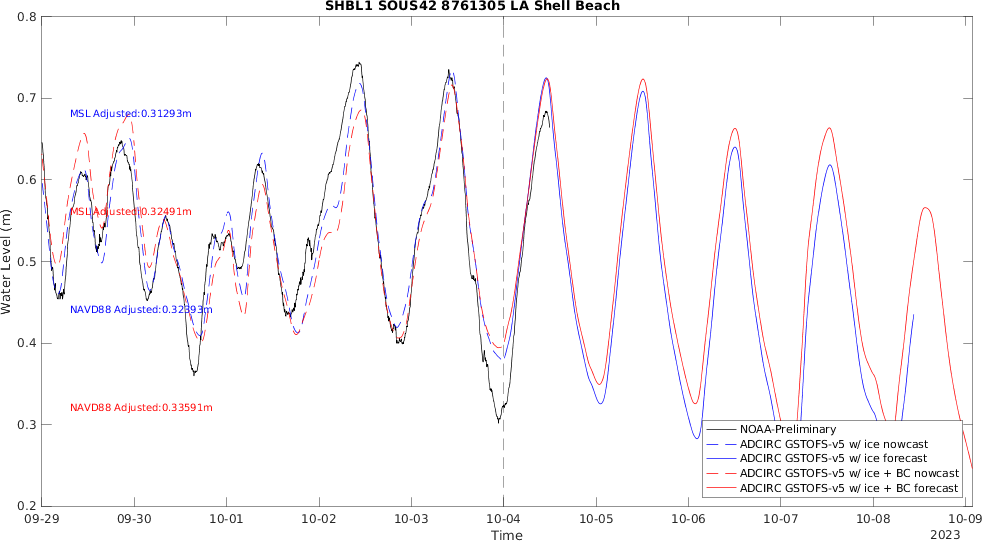 SHBL1 SOUS42 8761305 LA Shell Beach
Water Level (m)
0.8
0.7
0.6
0.5
0.4
0.3
0.2
MSL Adjusted:0.31293m
MSL Adjusted:0.32491m
NAVD88 Adjusted:0.32393m
NAVD88 Adjusted:0.33591m
NOAA-Preliminary
ADCIRC GSTOFS-v5 w/ ice nowcast
ADCIRC GSTOFS-v5 w/ ice forecast
ADCIRC GSTOFS-v5 w/ ice + BC nowcast
ADCIRC GSTOFS-v5 w/ ice + BC forecast
09-29 09-30 10-01 10-02 10-03 10-04 10-05 10-06 10-07 10-08 10-09
Time
2023